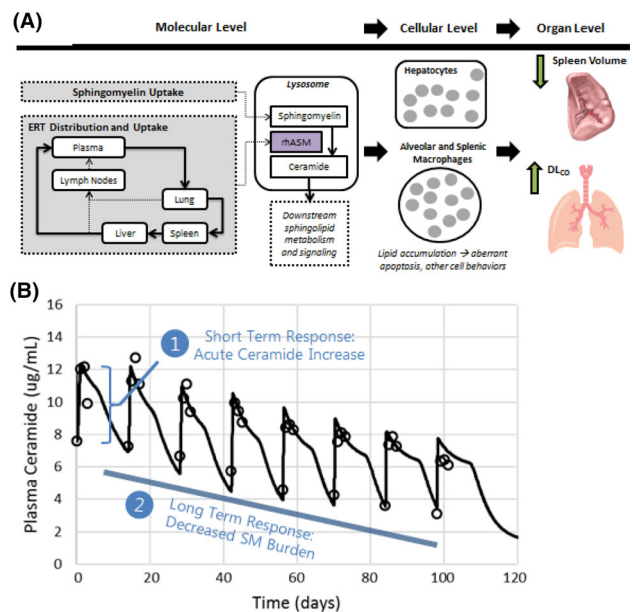 (A)
Molecular Level
Cellular Level
Organ Level
Sphingomyelin Uptake
ERT Distribution and Uptake
Plasma
Lymph Nodes
Lung
Liver
Spleen
Lysosome
Sphingomyelin
rhASM
Ceramide
Downstream
sphingolipid
metabolism
and signaling
Hepatocytes
Alveolar and Splenic
Macrophages
Lipid accumulation → aberrant
apoptosis, other cell behaviors
Spleen Volume
DLCO
(B)
Plasma Ceramide (ug/mL)
16
14
12
10
8
6
4
2
0
1
Short Term Response:
Acute Ceramide Increase
2
Long Term Response:
Decreased SM Burden
0 20 40 60 80 100 120
Time (days)